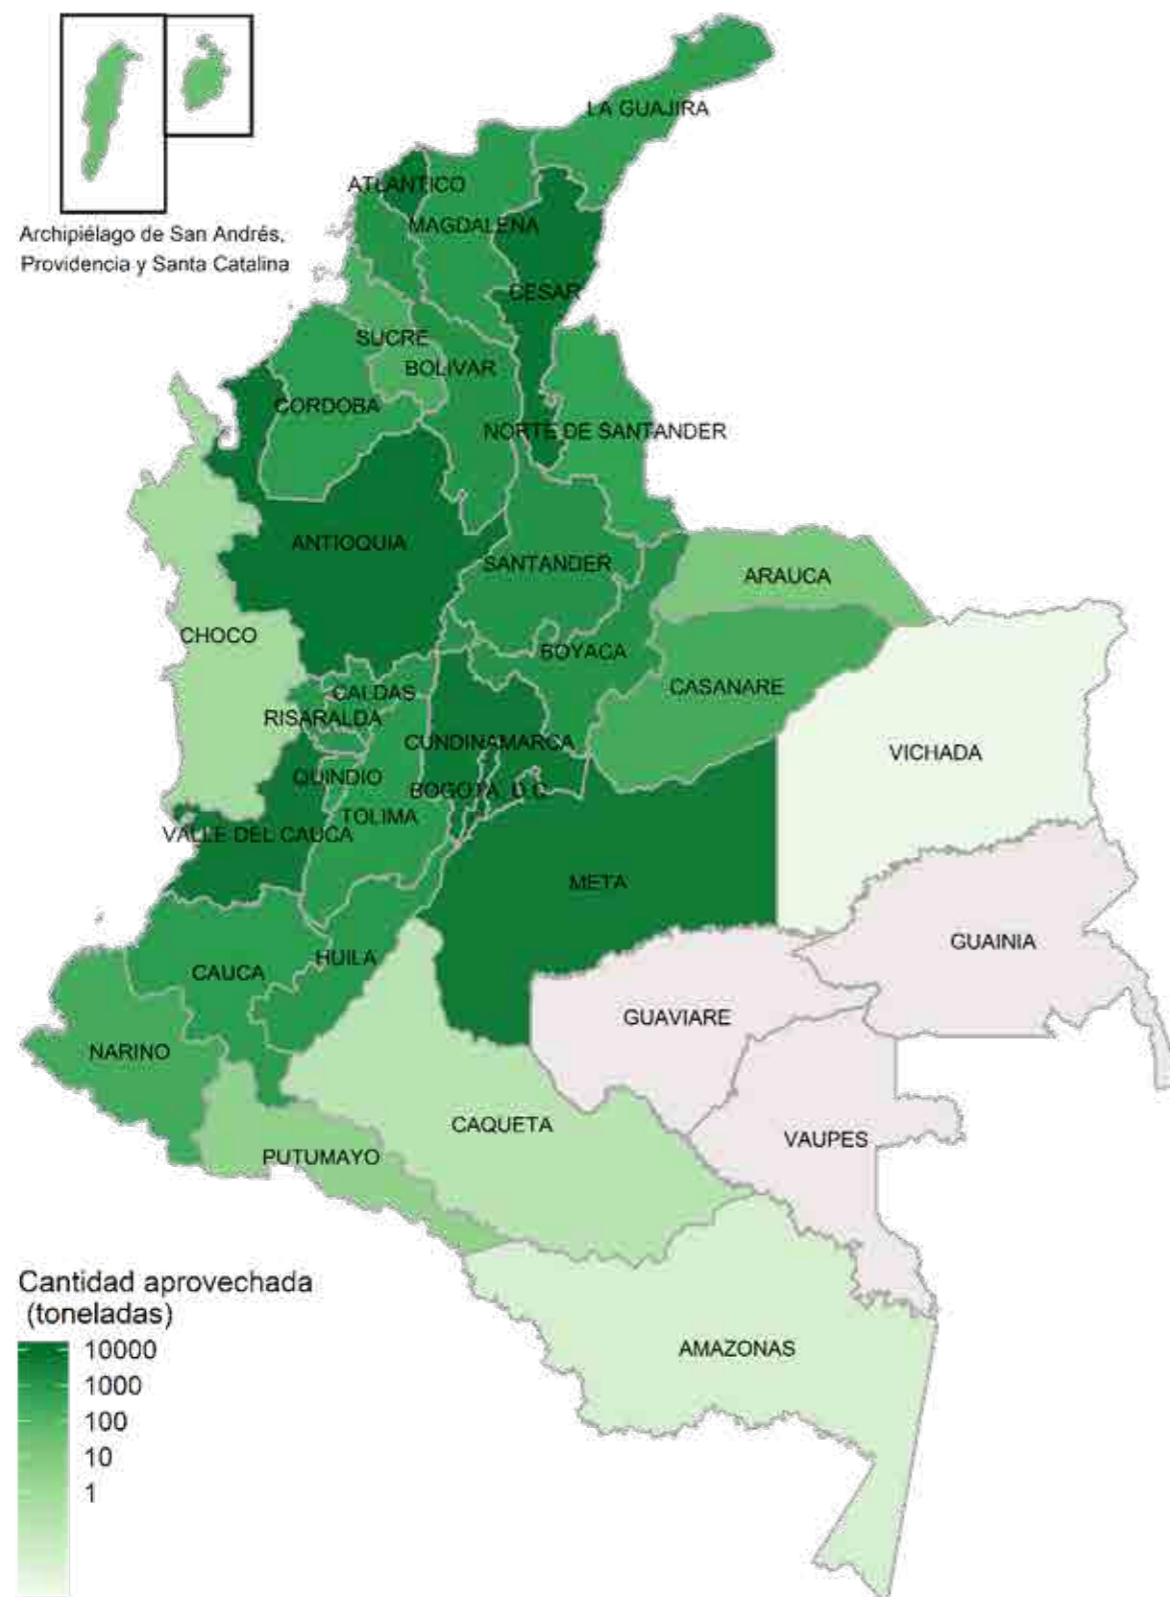 LA GUAJIRA
ATLANTICO
MAGDALENA
Archipiélago de San Andrés,
Providencia y Santa Catalina
CESAR
SUCRE
BOLIVAR
CORDOBA
NORTE DE SANTANDER
ANTIOQUIA
SANTANDER
ARAUCA
CHOCO
BOYACA
CASANARE
CALDAS
RISARALDA
CUNDINAMARCA
VICHADA
QUINDIO
BOGOTA D.C.
TOLIMA
VALLE DEL CAUCA
META
GUAINIA
HUILA
CAUCA
GUAVIARE
NARINO
CAQUETA
VAUPES
PUTUMAYO
Cantidad aprovechada
(toneladas)
10000
1000
100
10
1
AMAZONAS